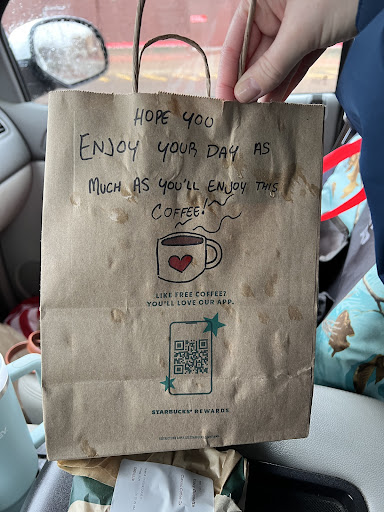 HOPE YOU
ENJOY YOUR DAY AS
MUCH AS YOU'LL ENJOY THIS
COFFEE!
LIKE FREE COFFEE?
YOU'LL LOVE OUR APP.
STARBUCKS® REWARDS